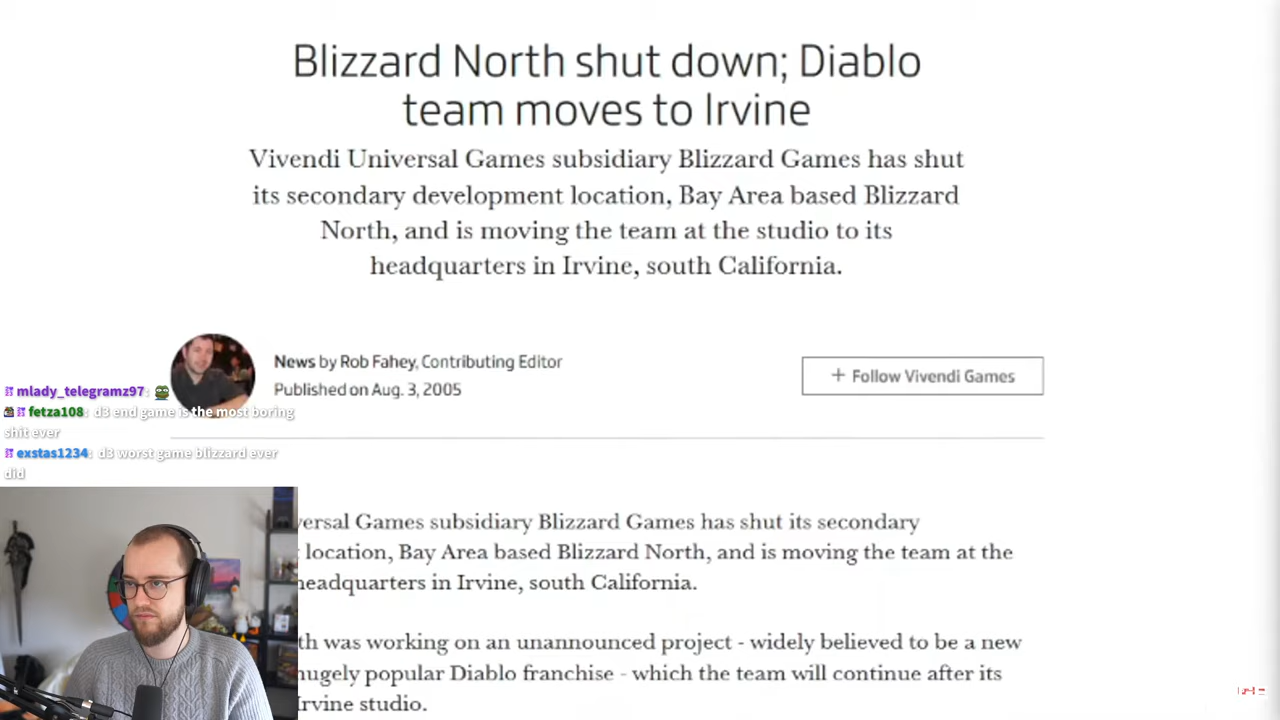 Blizzard North shut down; Diablo
team moves to Irvine
Vivendi Universal Games subsidiary Blizzard Games has shut
its secondary development location, Bay Area based Blizzard
North, and is moving the team at the studio to its
headquarters in Irvine, south California.
News by Rob Fahey, Contributing Editor
Published on Aug. 3, 2005
+ Follow Vivendi Games
mlady_telegramz97:
fetza108: d3 end game is the most boring
shit ever
exstas1234: d3 worst game blizzard ever
did
versal Games subsidiary Blizzard Games has shut its secondary
location, Bay Area based Blizzard North, and is moving the team at the
headquarters in Irvine, south California.
th was working on an unannounced project - widely believed to be a new
hugely popular Diablo franchise - which the team will continue after its
Irvine studio.